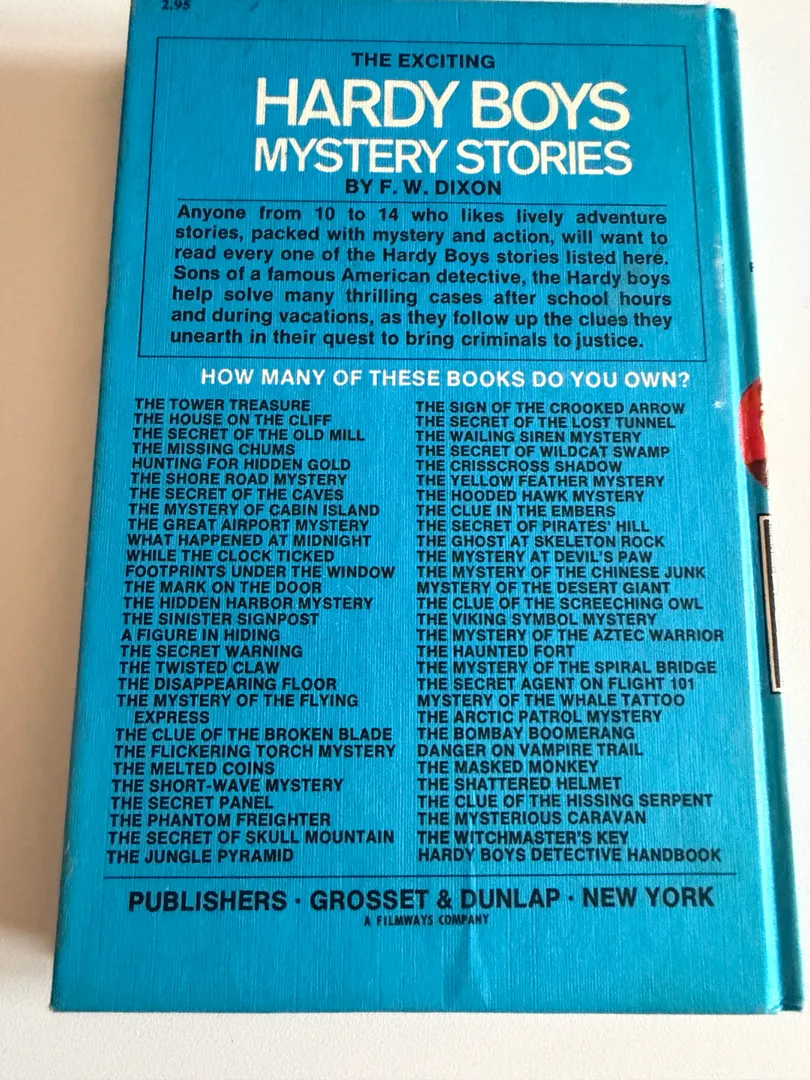 2.95
THE EXCITING
HARDY BOYS
MYSTERY STORIES
BY F. W. DIXON
Anyone from 10 to 14 who likes lively adventure
stories, packed with mystery and action, will want to
read every one of the Hardy Boys stories listed here.
Sons of a famous American detective, the Hardy boys
help solve many thrilling cases after school hours
and during vacations, as they follow up the clues they
unearth in their quest to bring criminals to justice.
HOW MANY OF THESE BOOKS DO YOU OWN?
THE TOWER TREASURE
THE HOUSE ON THE CLIFF
THE SECRET OF THE OLD MILL
THE MISSING CHUMS
HUNTING FOR HIDDEN GOLD
THE SHORE ROAD MYSTERY
THE SECRET OF THE CAVES
THE MYSTERY OF CABIN ISLAND
THE GREAT AIRPORT MYSTERY
WHAT HAPPENED AT MIDNIGHT
WHILE THE CLOCK TICKED
FOOTPRINTS UNDER THE WINDOW
THE MARK ON THE DOOR
THE HIDDEN HARBOR MYSTERY
THE SINISTER SIGNPOST
A FIGURE IN HIDING
THE SECRET WARNING
THE TWISTED CLAW
THE DISAPPEARING FLOOR
THE MYSTERY OF THE FLYING
EXPRESS
THE CLUE OF THE BROKEN BLADE
THE FLICKERING TORCH MYSTERY
THE MELTED COINS
THE SHORT-WAVE MYSTERY
THE SECRET PANEL
THE PHANTOM FREIGHTER
THE SECRET OF SKULL MOUNTAIN
THE JUNGLE PYRAMID
THE SIGN OF THE CROOKED ARROW
THE SECRET OF THE LOST TUNNEL
THE WAILING SIREN MYSTERY
THE SECRET OF WILDCAT SWAMP
THE CRISSCROSS SHADOW
THE YELLOW FEATHER MYSTERY
THE HOODED HAWK MYSTERY
THE CLUE IN THE EMBERS
THE SECRET OF PIRATES' HILL
THE GHOST AT SKELETON ROCK
THE MYSTERY AT DEVIL'S PAW
THE MYSTERY OF THE CHINESE JUNK
MYSTERY OF THE DESERT GIANT
THE CLUE OF THE SCREECHING OWL
THE VIKING SYMBOL MYSTERY
THE MYSTERY OF THE AZTEC WARRIOR
THE HAUNTED FORT
THE MYSTERY OF THE SPIRAL BRIDGE
THE SECRET AGENT ON FLIGHT 101
MYSTERY OF THE WHALE TATTOO
THE ARCTIC PATROL MYSTERY
THE BOMBAY BOOMERANG
DANGER ON VAMPIRE TRAIL
THE MASKED MONKEY
THE SHATTERED HELMET
THE CLUE OF THE HISSING SERPENT
THE MYSTERIOUS CARAVAN
THE WITCHMASTER'S KEY
HARDY BOYS DETECTIVE HANDBOOK
PUBLISHERS · GROSSET & DUNLAP · NEW YORK
A FILMWAYS COMPANY